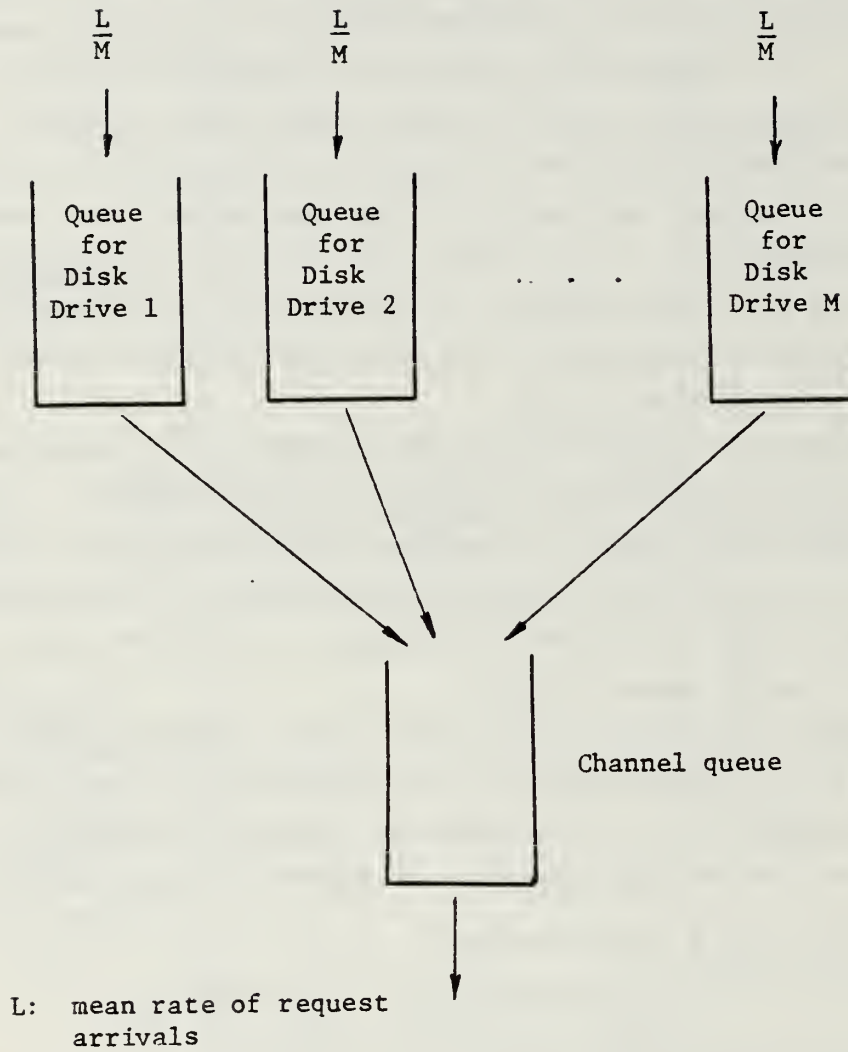 L
M
L
M
L
M
Queue
for
Disk
Drive 1
Queue
for
Disk
Drive 2
. . . .
Queue
for
Disk
Drive M
Channel queue
L: mean rate of request
arrivals